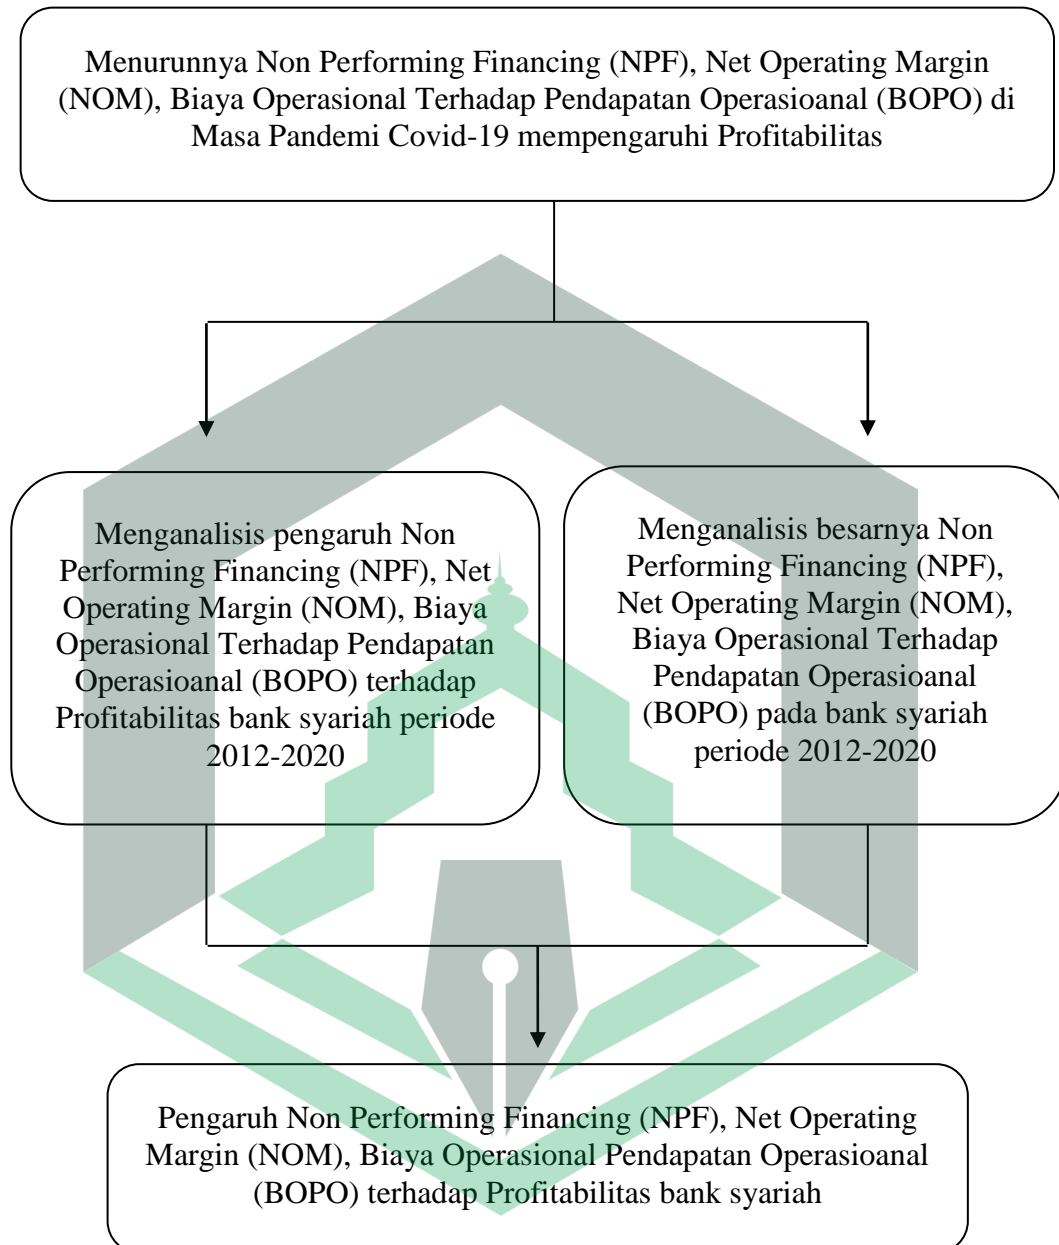 Menurunnya Non Performing Financing (NPF), Net Operating Margin
(NOM), Biaya Operasional Terhadap Pendapatan Operasioanal (BOPO) di
Masa Pandemi Covid-19 mempengaruhi Profitabilitas
Menganalisis pengaruh Non
Performing Financing (NPF), Net
Operating Margin (NOM), Biaya
Operasional Terhadap Pendapatan
Operasioanal (BOPO) terhadap
Profitabilitas bank syariah periode
2012-2020
Menganalisis besarnya Non
Performing Financing (NPF),
Net Operating Margin (NOM),
Biaya Operasional Terhadap
Pendapatan Operasioanal
(BOPO) pada bank syariah
periode 2012-2020
Pengaruh Non Performing Financing (NPF), Net Operating
Margin (NOM), Biaya Operasional Pendapatan Operasioanal
(BOPO) terhadap Profitabilitas bank syariah